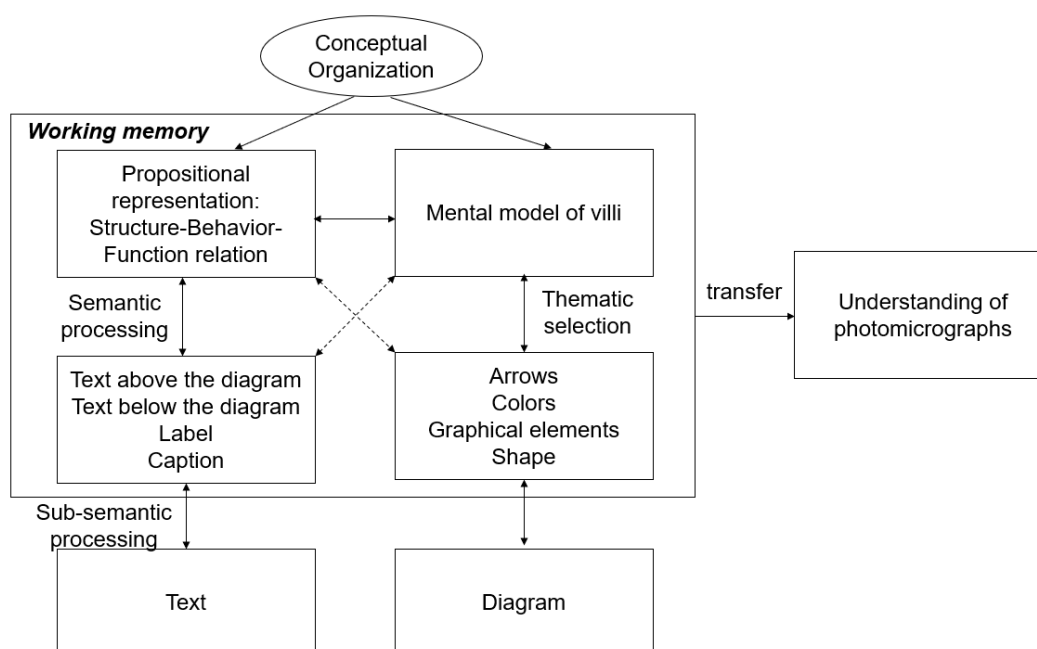 Conceptual
Organization
Working memory
Propositional
representation:
Structure-Behavior-
Function relation
Mental model of villi
Semantic
processing
Thematic
selection
transfer
Understanding of
photomicrographs
Text above the diagram
Text below the diagram
Label
Caption
Arrows
Colors
Graphical elements
Shape
Sub-semantic
processing
Text
Diagram